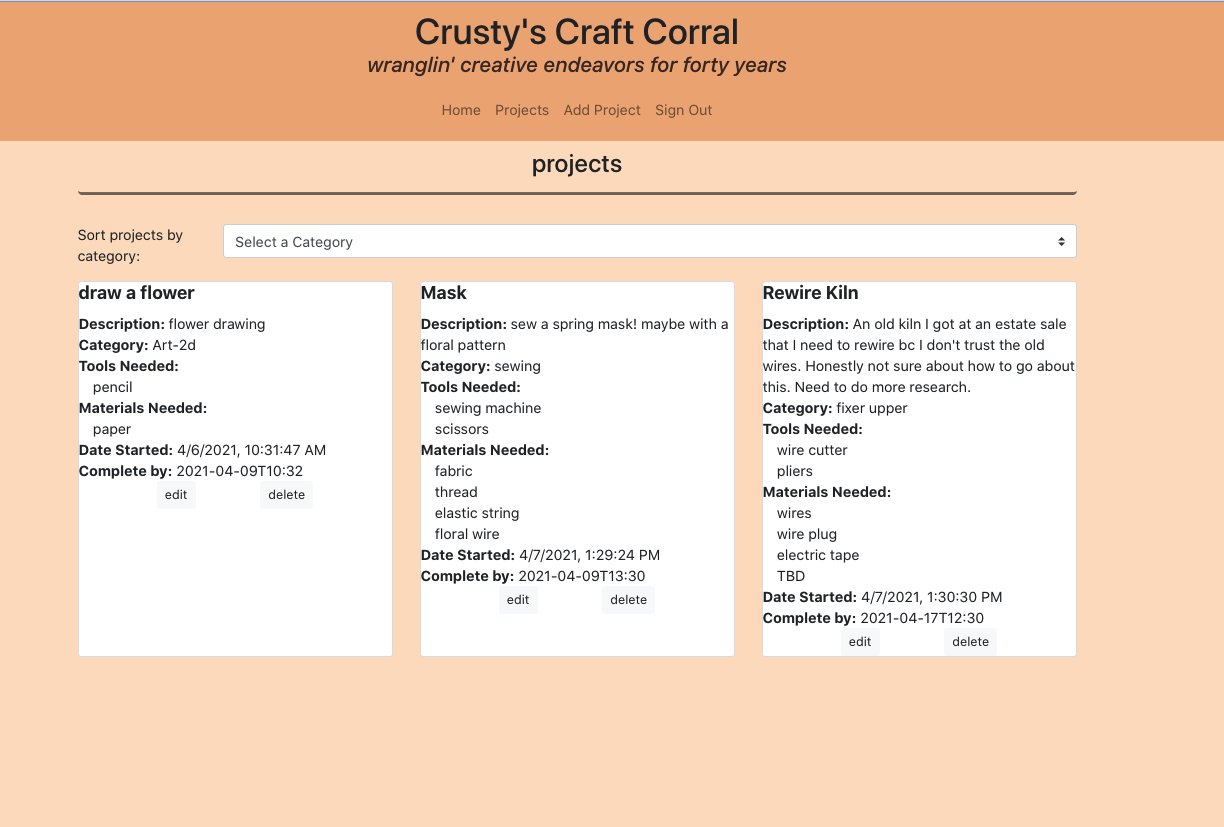 Crusty's Craft Corral
wranglin' creative endeavors for forty years
Home Projects Add Project Sign Out
projects
Sort projects by
category:
Select a Category
draw a flower
Description: flower drawing
Category: Art-2d
Tools Needed:
pencil
Materials Needed:
paper
Date Started: 4/6/2021, 10:31:47 AM
Complete by: 2021-04-09T10:32
edit delete
Mask
Description: sew a spring mask! maybe with a
floral pattern
Category: sewing
Tools Needed:
sewing machine
scissors
Materials Needed:
fabric
thread
elastic string
floral wire
Date Started: 4/7/2021, 1:29:24 PM
Complete by: 2021-04-09T13:30
edit delete
Rewire Kiln
Description: An old kiln I got at an estate sale
that I need to rewire bc I don't trust the old
wires. Honestly not sure about how to go about
this. Need to do more research.
Category: fixer upper
Tools Needed:
wire cutter
pliers
Materials Needed:
wires
wire plug
electric tape
TBD
Date Started: 4/7/2021, 1:30:30 PM
Complete by: 2021-04-17T12:30
edit delete